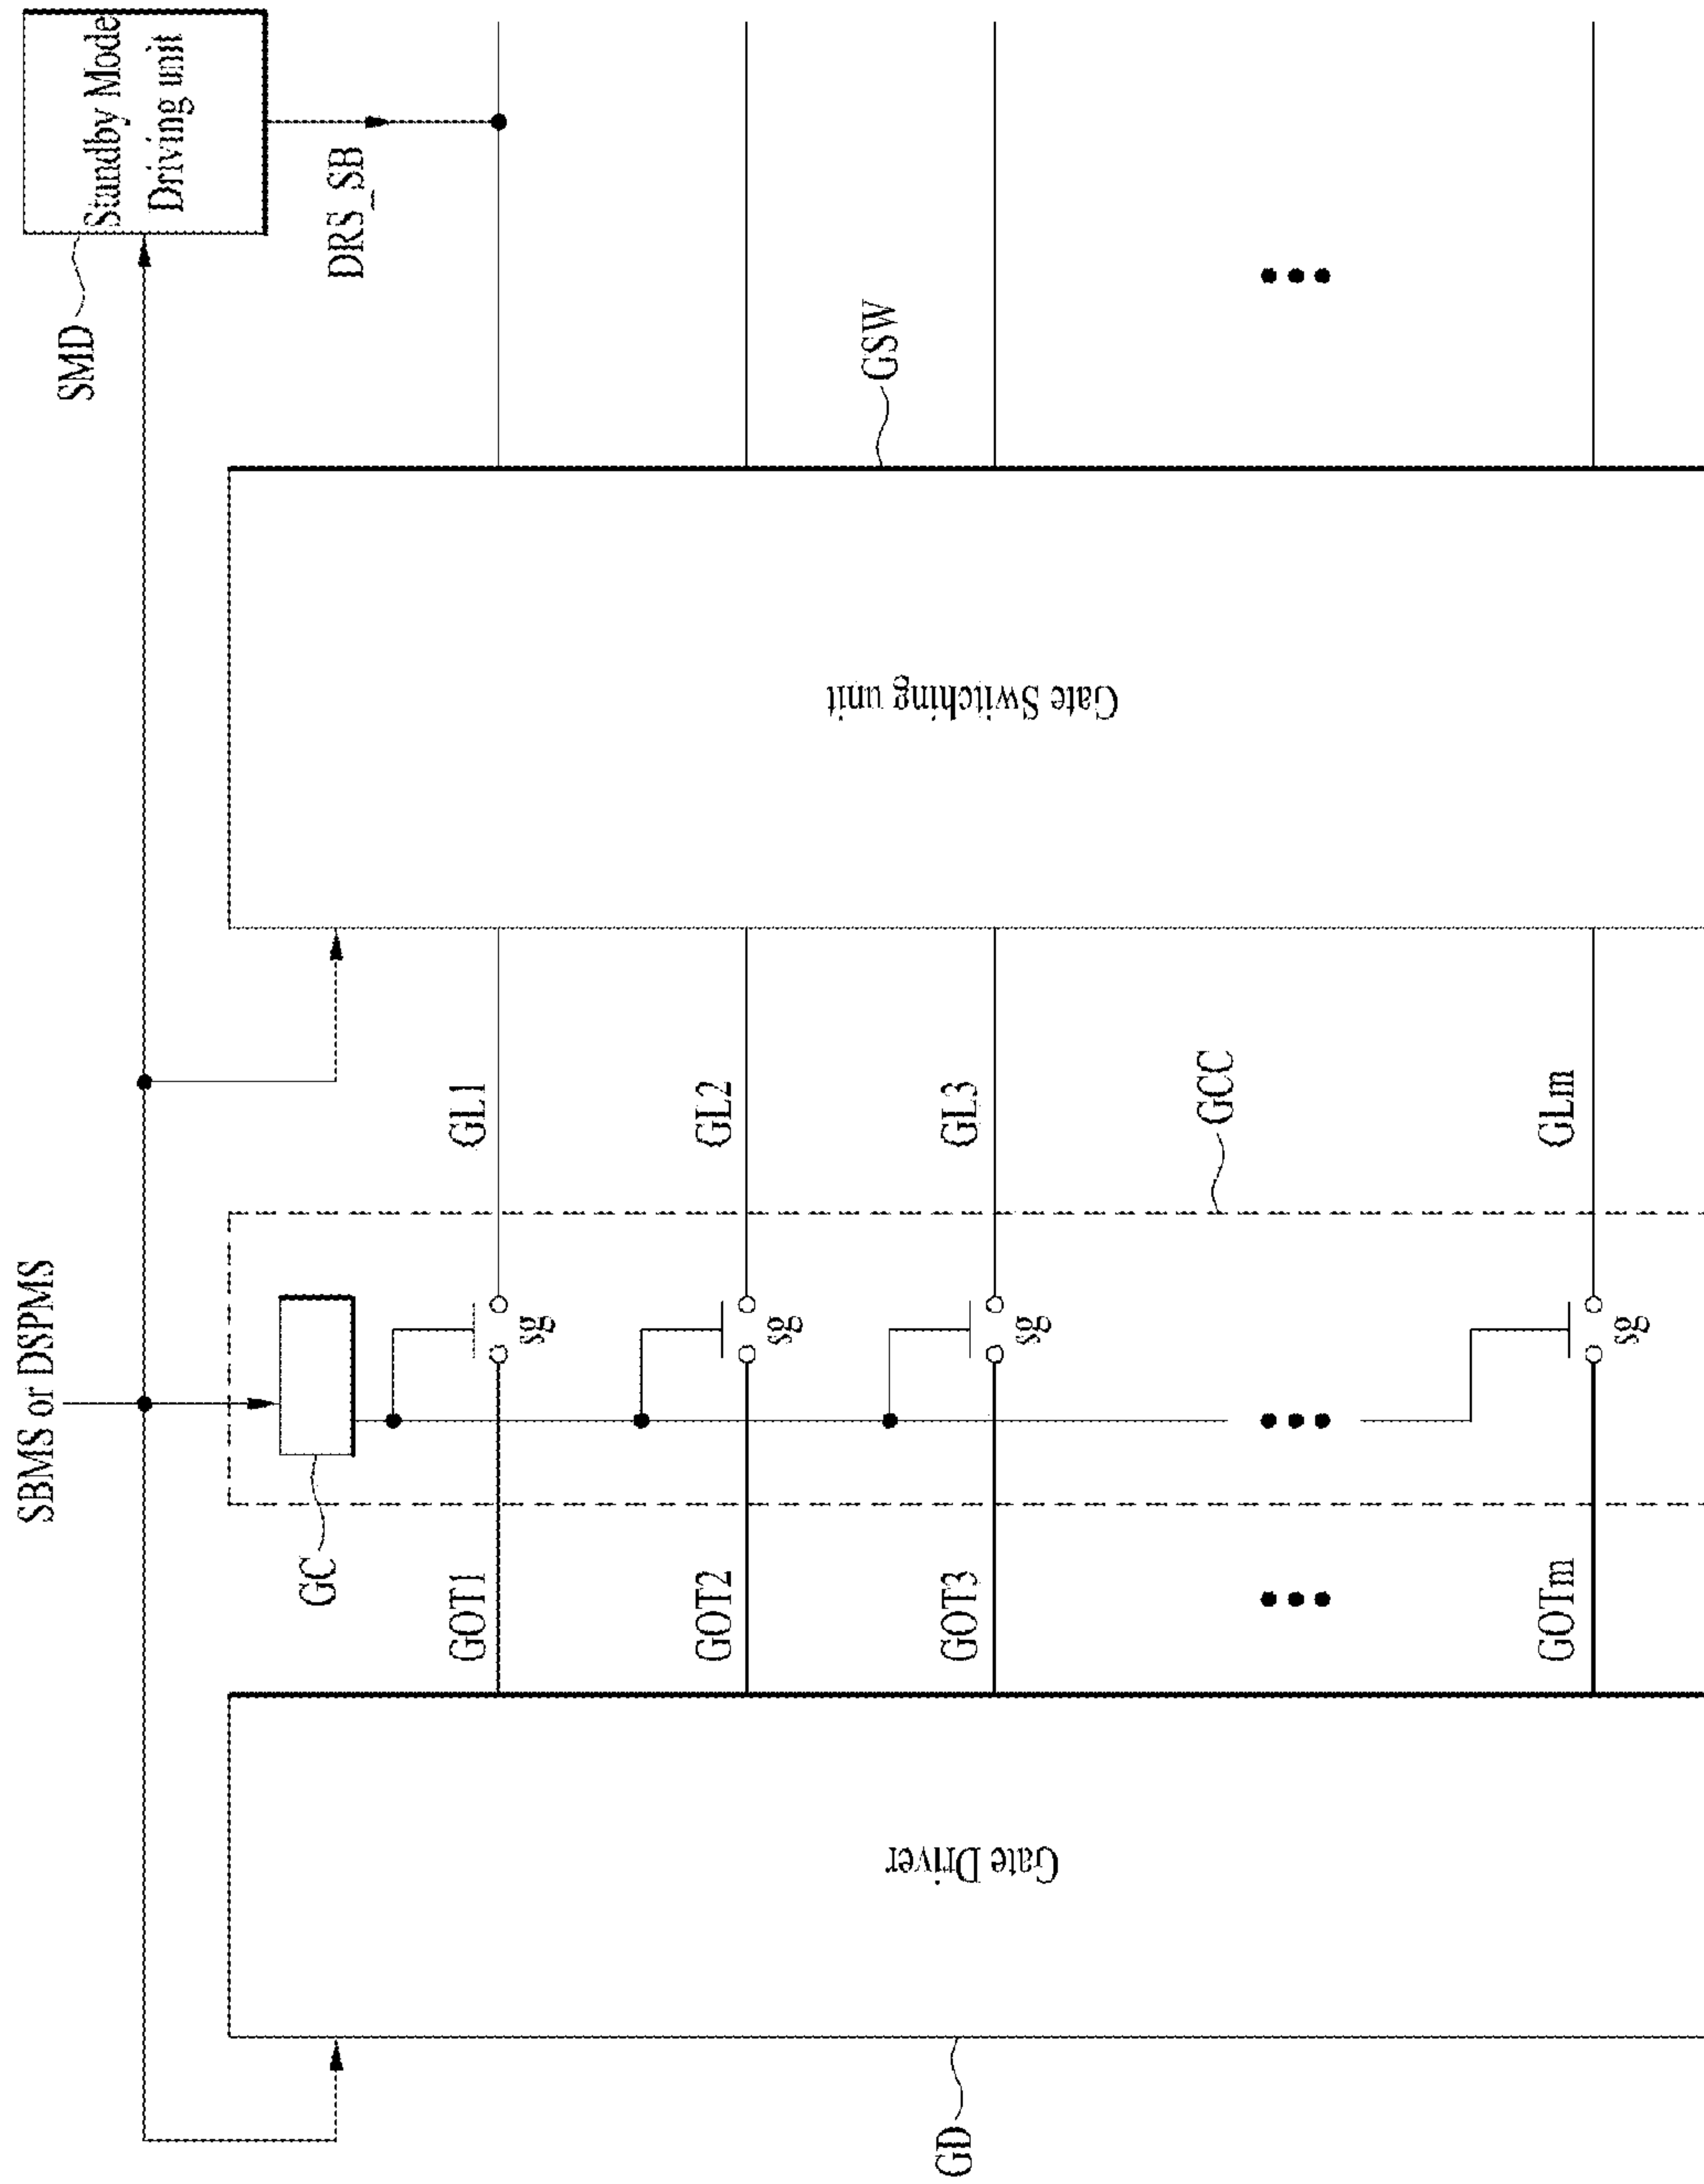 SBMS or DSPMS
SMD
Standby Mode
Driving unit
DRS_SB
GC
GOT1
sg
GL1
GOT2
sg
GL2
GOT3
sg
GL3
GCC
GSW
GOTm
sg
GLm
Gate Driver
Gate Switching unit
GD